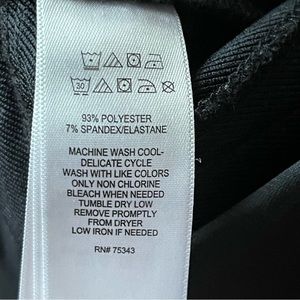 30
93% POLYESTER
7% SPANDEX/ELASTANE
MACHINE WASH COOL-
DELICATE CYCLE
WASH WITH LIKE COLORS
ONLY NON CHLORINE
BLEACH WHEN NEEDED
TUMBLE DRY LOW
REMOVE PROMPTLY
FROM DRYER
LOW IRON IF NEEDED
RN# 75343